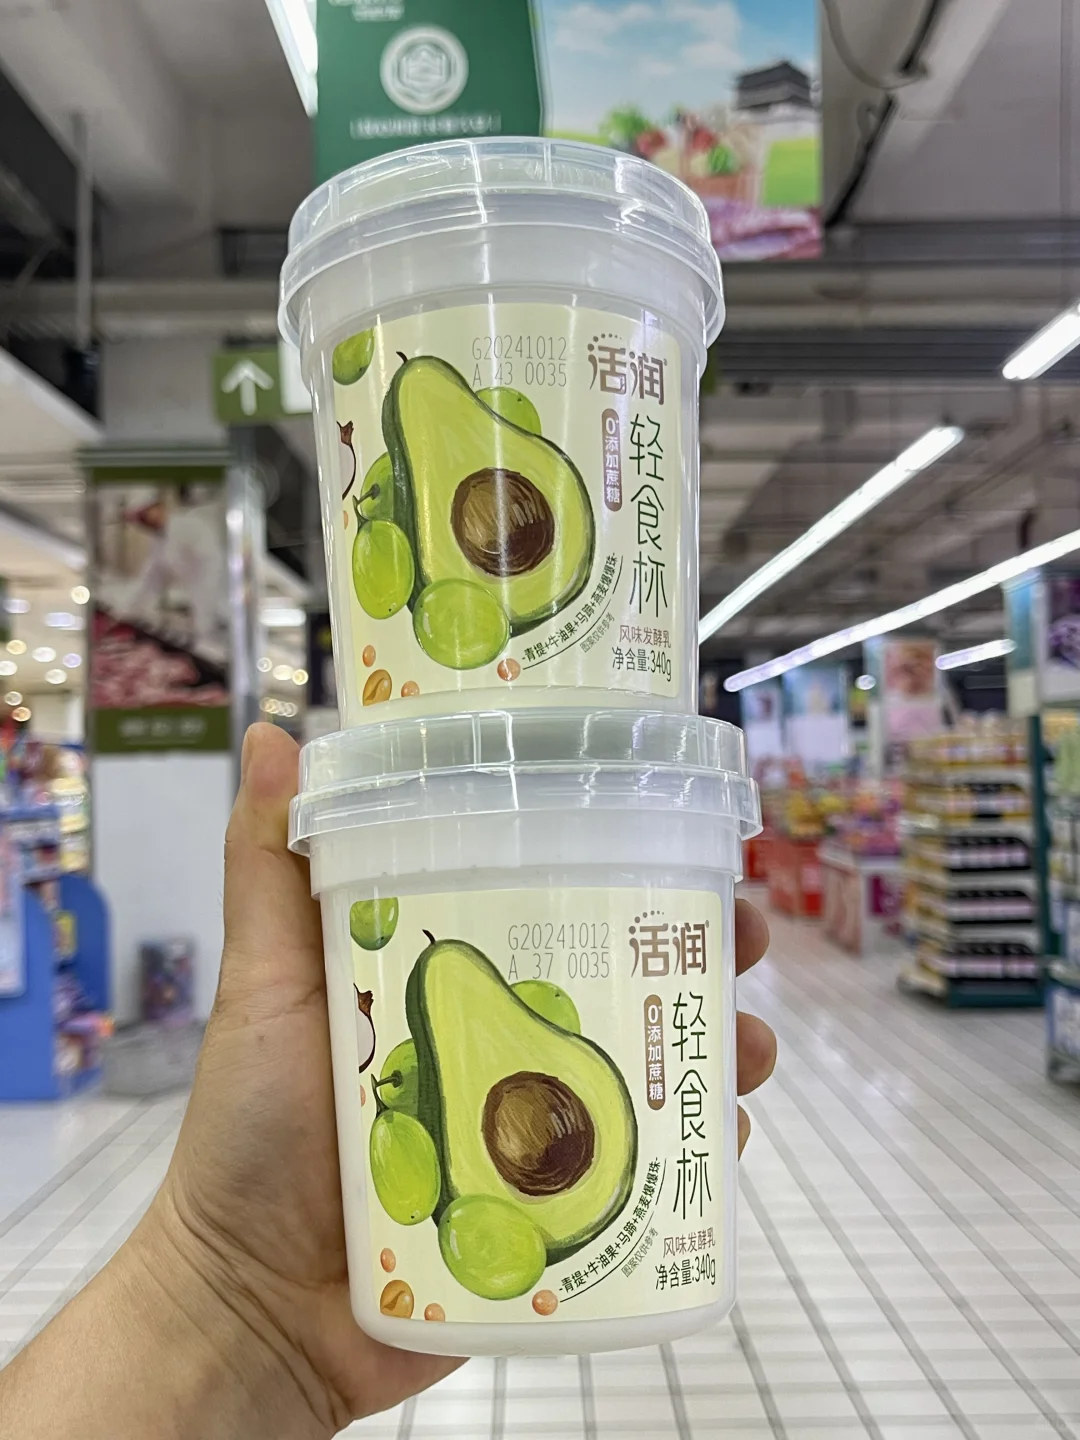 G20241012
A 43 0035
活润
0*添加蔗糖
轻食杯
-青提+牛油果+马蹄+燕麦爆爆珠-
图案仅供参考
风味发酵乳
净含量:340g
G20241012
A 37 0035
活润
0*添加蔗糖
轻食杯
-青提+牛油果+马蹄+燕麦爆爆珠-
图案仅供参考
风味发酵乳
净含量:340g